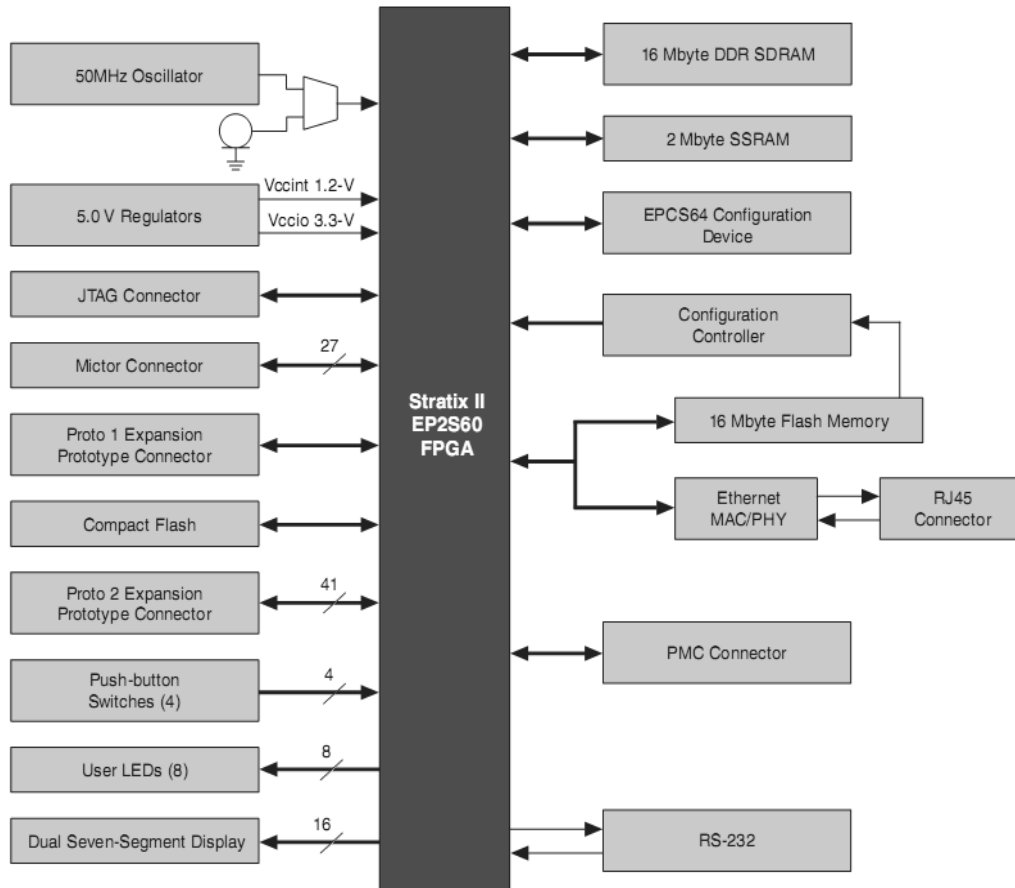 50MHz Oscillator
5.0 V Regulators
Vccint 1.2-V
Vccio 3.3-V
JTAG Connector
Mictor Connector
27
Proto 1 Expansion
Prototype Connector
Compact Flash
Proto 2 Expansion
Prototype Connector
41
Push-button
Switches (4)
4
User LEDs (8)
8
Dual Seven-Segment Display
16
Stratix II
EP2S60
FPGA
16 Mbyte DDR SDRAM
2 Mbyte SSRAM
EPCS64 Configuration
Device
Configuration
Controller
16 Mbyte Flash Memory
Ethernet
MAC/PHY
RJ45
Connector
PMC Connector
RS-232